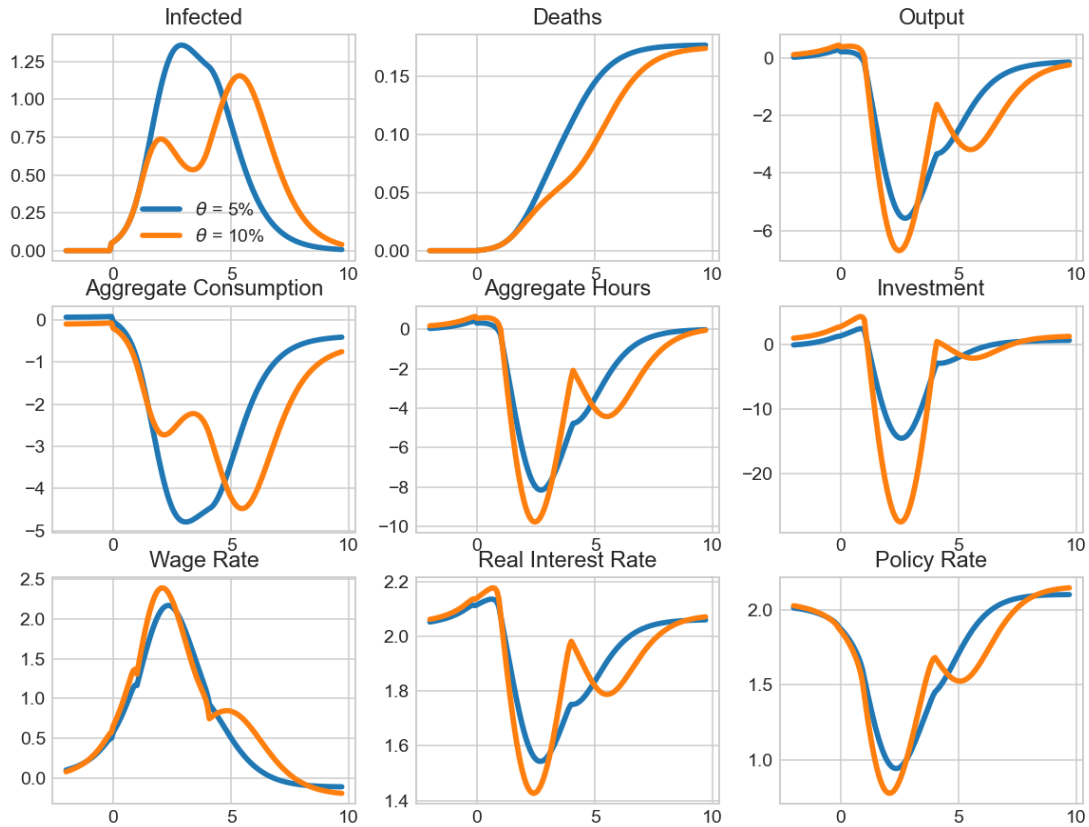 Infected
Deaths
Output
1.25
1.00
0.75
0.50
0.25
0.00
θ = 5%
θ = 10%
0 5 10
0.15
0.10
0.05
0.00
0 5 10
0
−2
−4
−6
0 5 10
Aggregate Consumption
Aggregate Hours
Investment
0
−1
−2
−3
−4
−5
0 5 10
0
−2
−4
−6
−8
−10
0 5 10
0
−10
−20
0 5 10
Wage Rate
Real Interest Rate
Policy Rate
2.5
2.0
1.5
1.0
0.5
0.0
0 5 10
2.2
2.0
1.8
1.6
1.4
0 5 10
2.0
1.5
1.0
0 5 10